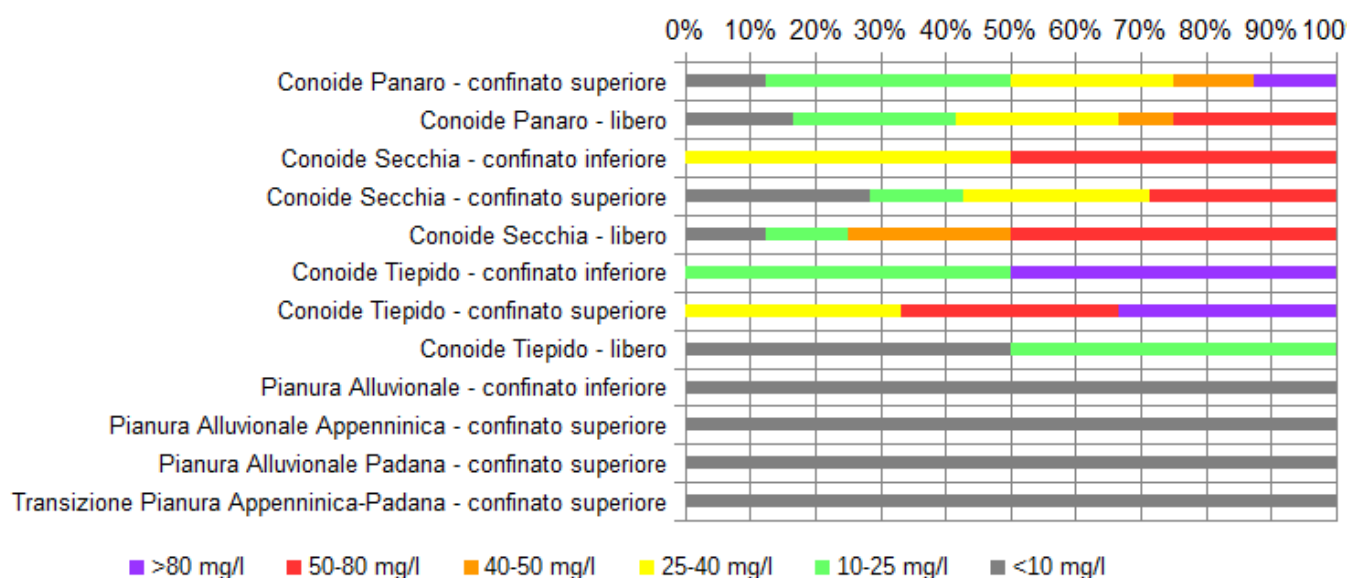 0% 10% 20% 30% 40% 50% 60% 70% 80% 90% 100
Conoide Panaro - confinato superiore
Conoide Panaro - libero
Conoide Secchia - confinato inferiore
Conoide Secchia - confinato superiore
Conoide Secchia - libero
Conoide Tiepido - confinato inferiore
Conoide Tiepido - confinato superiore
Conoide Tiepido - libero
Pianura Alluvionale - confinato inferiore
Pianura Alluvionale Appenninica - confinato superiore
Pianura Alluvionale Padana - confinato superiore
Transizione Pianura Appenninica-Padana - confinato superiore
>80 mg/l 50-80 mg/l 40-50 mg/l 25-40 mg/l 10-25 mg/l <10 mg/l